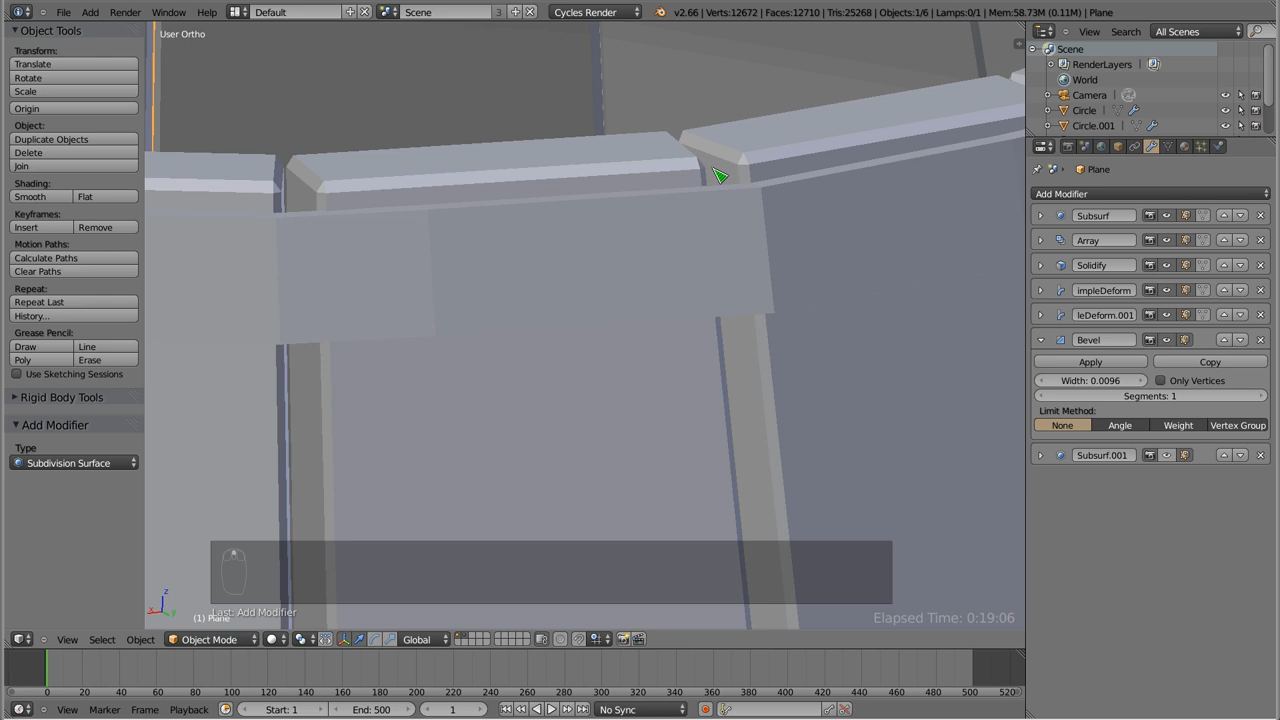 File Add Render Window Help Default Scene 3 Cycles Render v2.66 | Verts:12672 | Faces:12710 | Tris:25268 | Objects:1/6 | Lamps:0/1 | Mem:58.73M (0.11M) | Plane
Object Tools
Transform:
Translate
Rotate
Scale
Origin
Object:
Duplicate Objects
Delete
Join
Shading:
Smooth Flat
Keyframes:
Insert Remove
Motion Paths:
Calculate Paths
Clear Paths
Repeat:
Repeat Last
History...
Grease Pencil:
Draw Line
Poly Erase
Use Sketching Sessions
Rigid Body Tools
Add Modifier
Type
Subdivision Surface
User Ortho
z
x y
Last: Add Modifier
(1) Plane
Elapsed Time: 0:19:06
View Search All Scenes
Scene
RenderLayers
World
Camera
Circle
Circle.001
Plane
Add Modifier
Subsurf
Array
Solidify
impleDeform
leDeform.001
Bevel
Apply Copy
Width: 0.0096 Only Vertices
Segments: 1
Limit Method:
None Angle Weight Vertex Group
Subsurf.001
View Select Object Object Mode Global
0 20 40 60 80 100 120 140 160 180 200 220 240 260 280 300 320 340 360 380 400 420 440 460 480 500 520
View Marker Frame Playback Start: 1 End: 500 1 No Sync